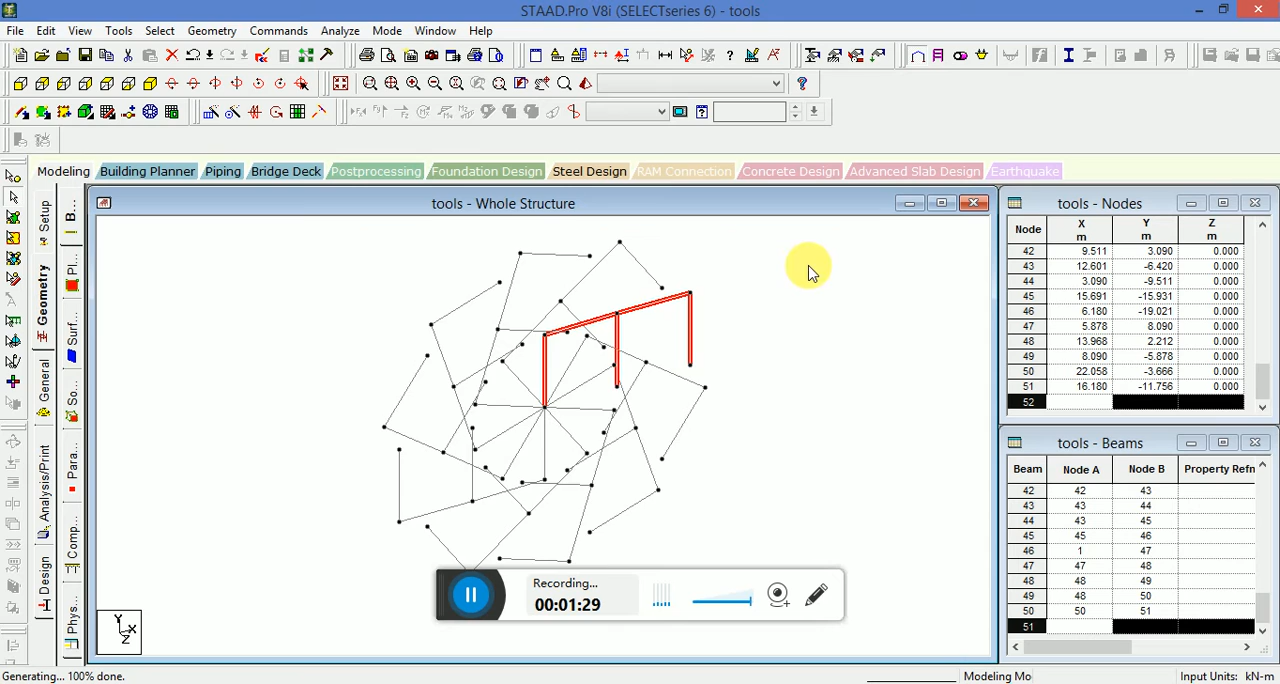 STAAD.Pro V8i (SELECTseries 6) - tools
File Edit View Tools Select Geometry Commands Analyze Mode Window Help
Modeling Building Planner Piping Bridge Deck Postprocessing Foundation Design Steel Design RAM Connection Concrete Design Advanced Slab Design Earthquake
Setup
Geometry
General
Analysis/Print
Design
B...
Pl...
Surf...
So...
Para...
Comp...
Phys...
tools - Whole Structure
Recording...
00:01:29
Y
X
Z
tools - Nodes
Node X m Y m Z m
42 9.511 3.090 0.000
43 12.601 -6.420 0.000
44 3.090 -9.511 0.000
45 15.691 -15.931 0.000
46 6.180 -19.021 0.000
47 5.878 8.090 0.000
48 13.968 2.212 0.000
49 8.090 -5.878 0.000
50 22.058 -3.666 0.000
51 16.180 -11.756 0.000
52
tools - Beams
Beam Node A Node B Property Refn
42 42 43
43 43 44
44 43 45
45 45 46
46 1 47
47 47 48
48 48 49
49 48 50
50 50 51
51
Generating... 100% done. Modeling Mo Input Units: kN-m